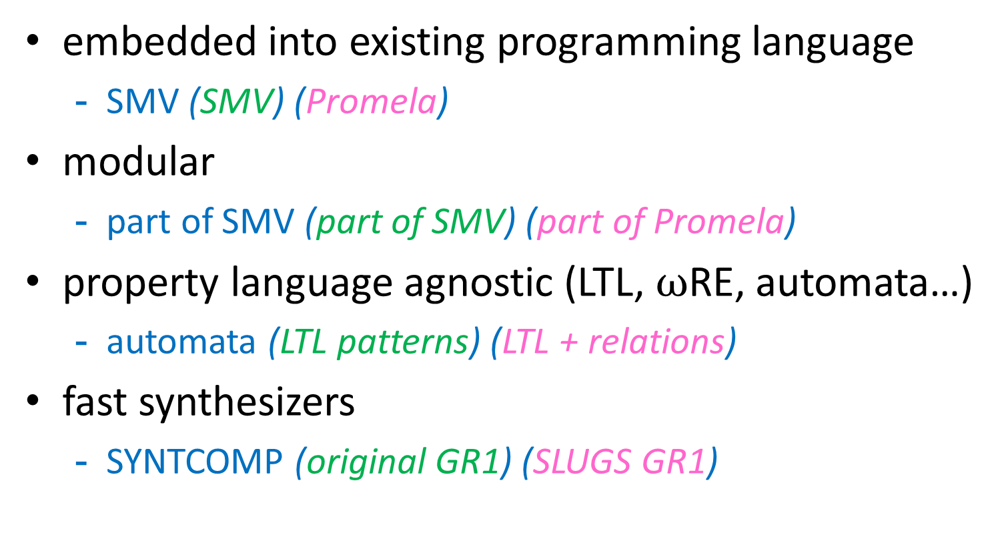 • embedded into existing programming language
- SMV (SMV) (Promela)
• modular
- part of SMV (part of SMV) (part of Promela)
• property language agnostic (LTL, ωRE, automata…)
- automata (LTL patterns) (LTL + relations)
• fast synthesizers
- SYNTCOMP (original GR1) (SLUGS GR1)